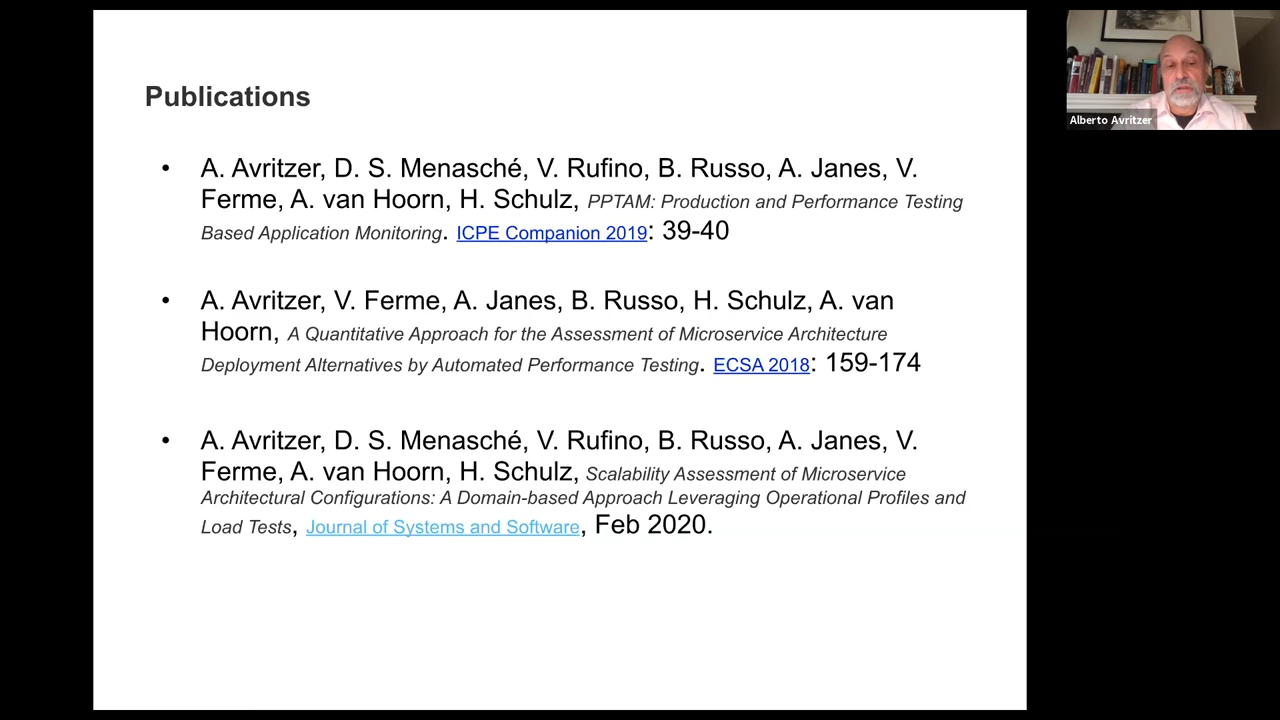 Publications
• A. Avritzer, D. S. Menasché, V. Rufino, B. Russo, A. Janes, V.
Ferme, A. van Hoorn, H. Schulz, PPTAM: Production and Performance Testing
Based Application Monitoring. ICPE Companion 2019: 39-40
• A. Avritzer, V. Ferme, A. Janes, B. Russo, H. Schulz, A. van
Hoorn, A Quantitative Approach for the Assessment of Microservice Architecture
Deployment Alternatives by Automated Performance Testing. ECSA 2018: 159-174
• A. Avritzer, D. S. Menasché, V. Rufino, B. Russo, A. Janes, V.
Ferme, A. van Hoorn, H. Schulz, Scalability Assessment of Microservice
Architectural Configurations: A Domain-based Approach Leveraging Operational Profiles and
Load Tests, Journal of Systems and Software, Feb 2020.
Alberto Avritzer